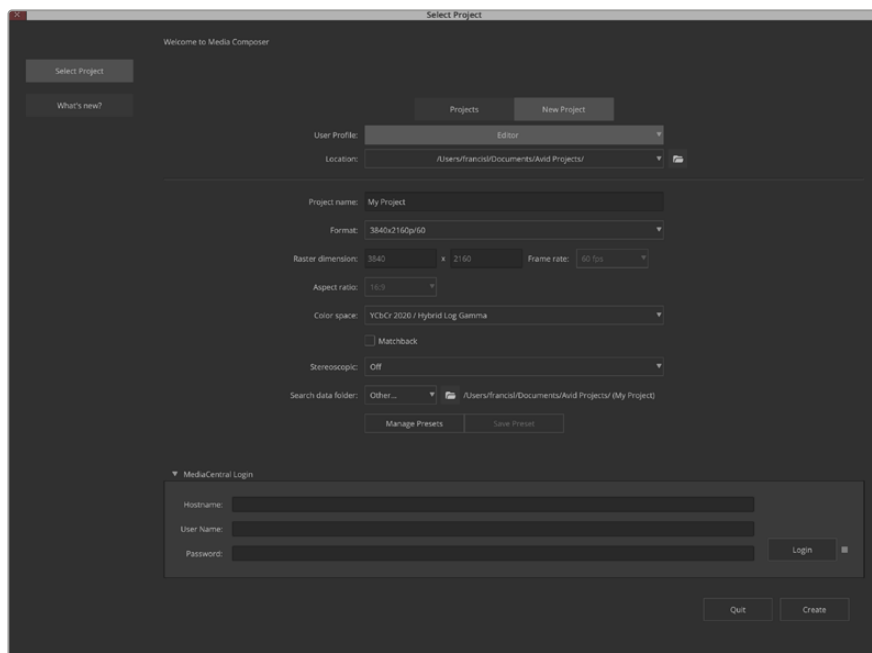 Select Project
Welcome to Media Composer
Select Project
What's new?
Projects New Project
User Profile: Editor
Location: /Users/francisl/Documents/Avid Projects/
Project name: My Project
Format: 3840x2160p/60
Raster dimension: 3840 x 2160 Frame rate: 60 fps
Aspect ratio: 16:9
Color space: YCbCr 2020 / Hybrid Log Gamma
Matchback
Stereoscopic: Off
Search data folder: Other... /Users/francisl/Documents/Avid Projects/ (My Project)
Manage Presets Save Preset
MediaCentral Login
Hostname:
User Name:
Password:
Login
Quit Create